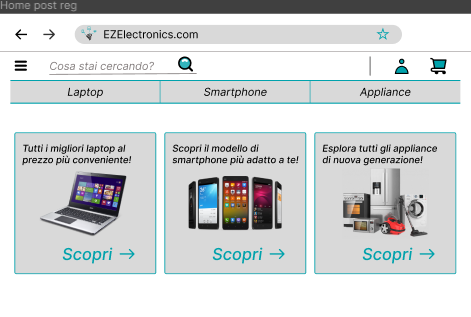 Home post reg
EZElectronics.com
Cosa stai cercando?
Laptop
Smartphone
Appliance
Tutti i migliori laptop al
prezzo più conveniente!
Scopri →
Scopri il modello di
smartphone più adatto a te!
Scopri →
Esplora tutti gli appliance
di nuova generazione!
Scopri →